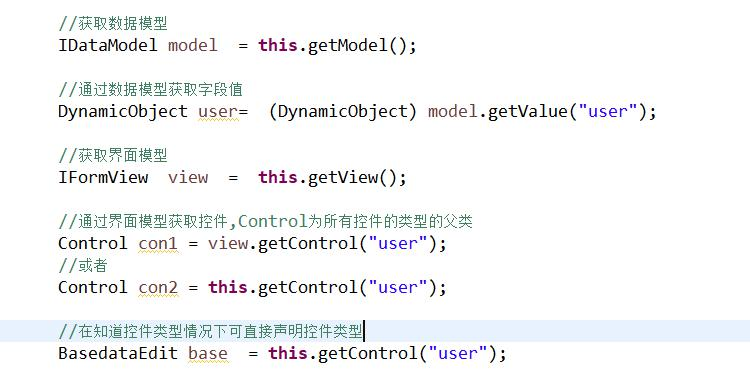 //获取数据模型
IDataModel model  = this.getModel();
//通过数据模型获取字段值
DynamicObject user=  (DynamicObject) model.getValue("user");
//获取界面模型
IFormView  view  =  this.getView();
//通过界面模型获取控件,Control为所有控件的类型的父类
Control con1 = view.getControl("user");
//或者
Control con2 = this.getControl("user");
//在知道控件类型情况下可直接声明控件类型
BasedataEdit base  = this.getControl("user");